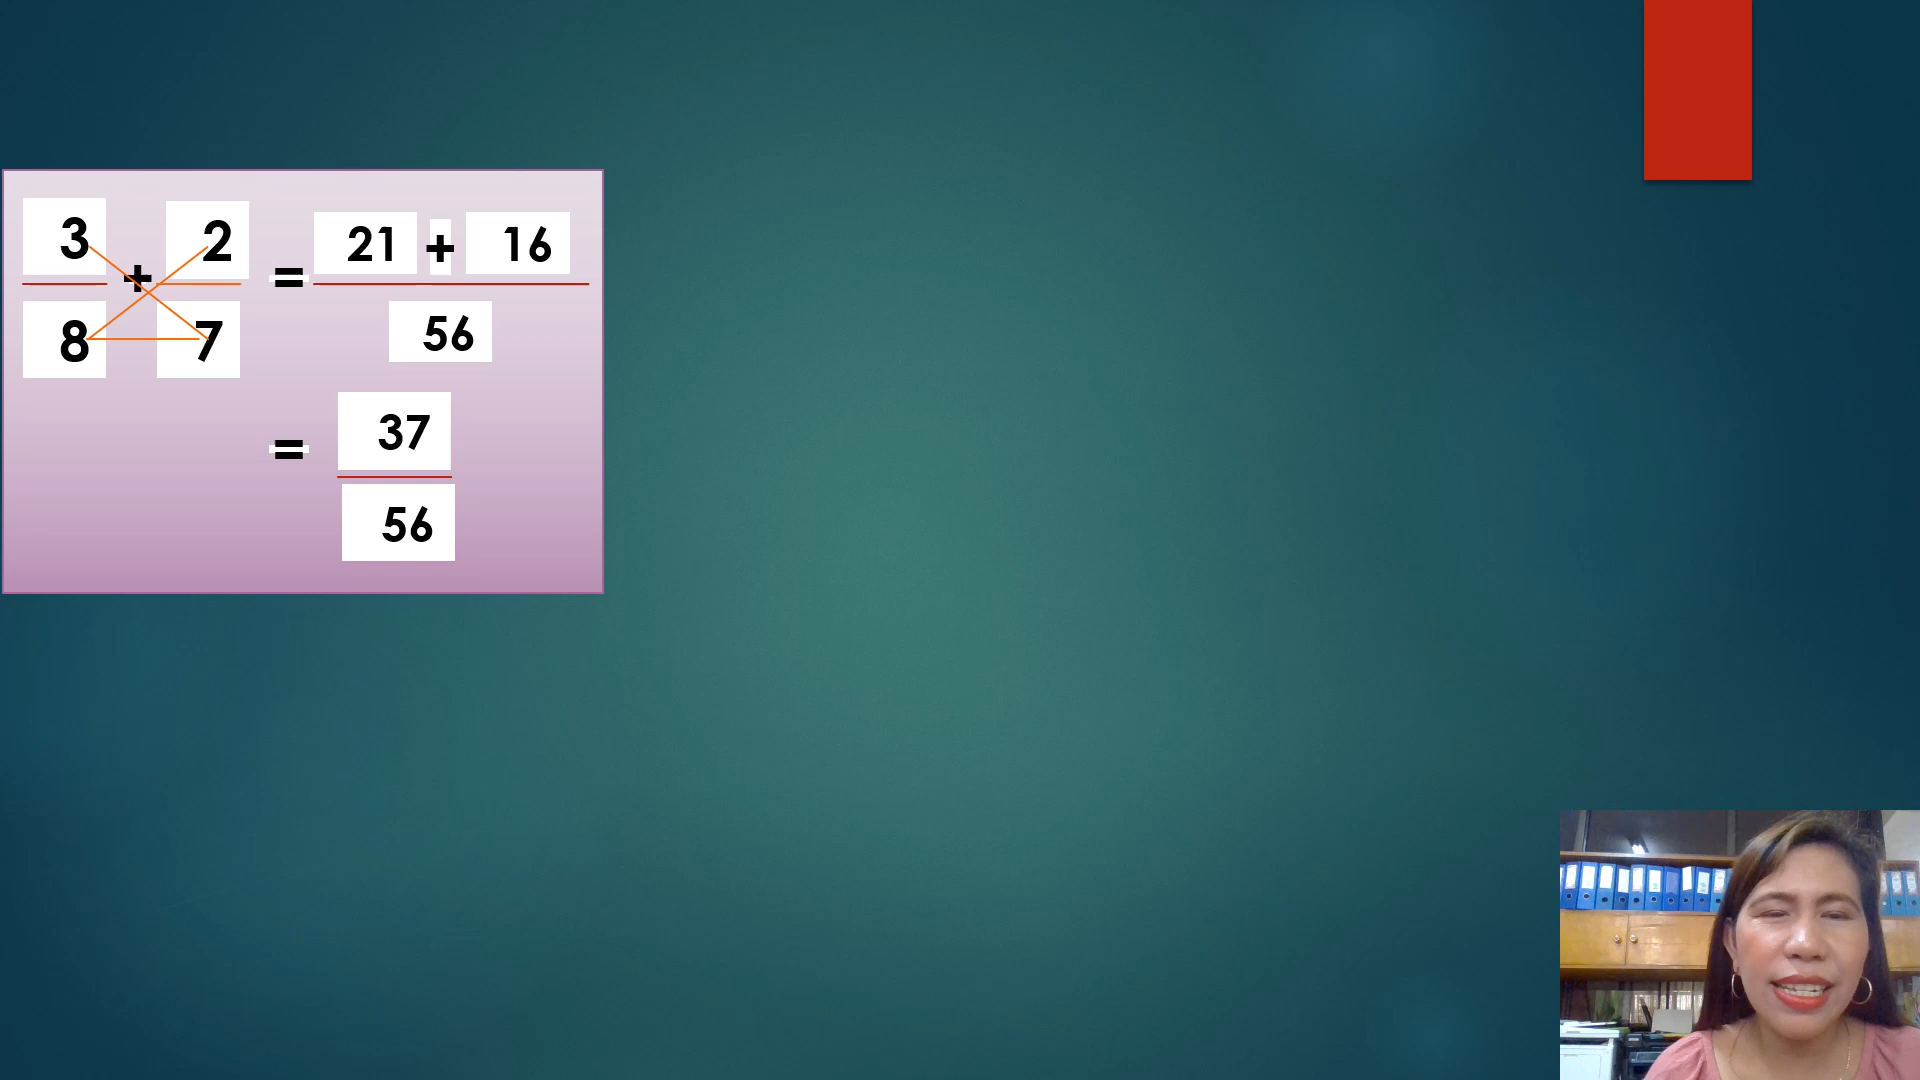 3 + 2 = 21 + 16
8 7 56
= 37
56